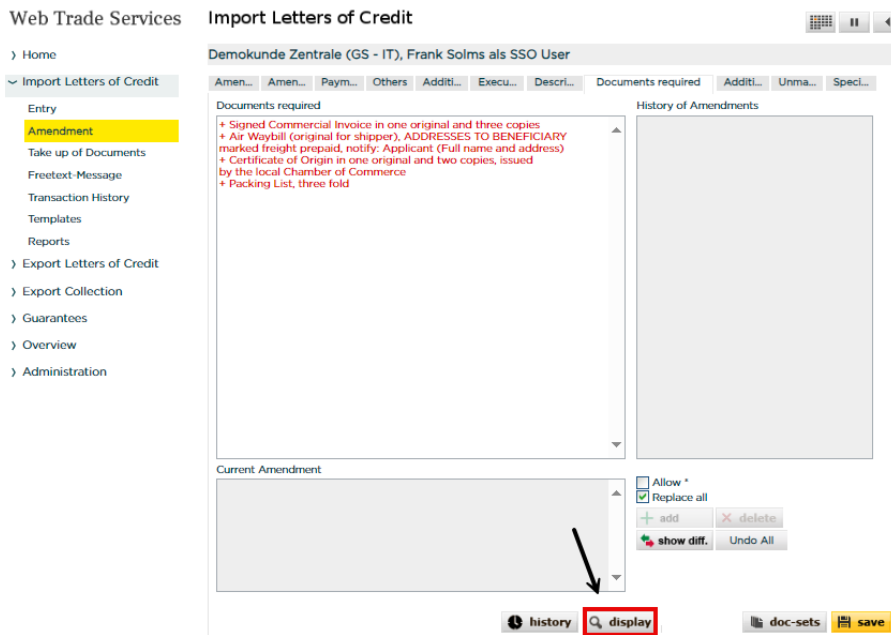 Web Trade Services
Import Letters of Credit
Home
Demokunde Zentrale (GS - IT), Frank Solms als SSO User
Import Letters of Credit
Amen... Amen... Paym... Others Additi... Execu... Descri... Documents required Additi... Unma... Speci...
Entry
Amendment
Take up of Documents
Freetext-Message
Transaction History
Templates
Reports
Export Letters of Credit
Export Collection
Guarantees
Overview
Administration
Documents required
+ Signed Commercial Invoice in one original and three copies
+ Air Waybill (original for shipper), ADDRESSES TO BENEFICIARY
marked freight prepaid, notify: Applicant (Full name and address)
+ Certificate of Origin in one original and two copies, issued
by the local Chamber of Commerce
+ Packing List, three fold
History of Amendments
Current Amendment
Allow *
Replace all
+ add
X delete
show diff.
Undo All
history
display
doc-sets
save